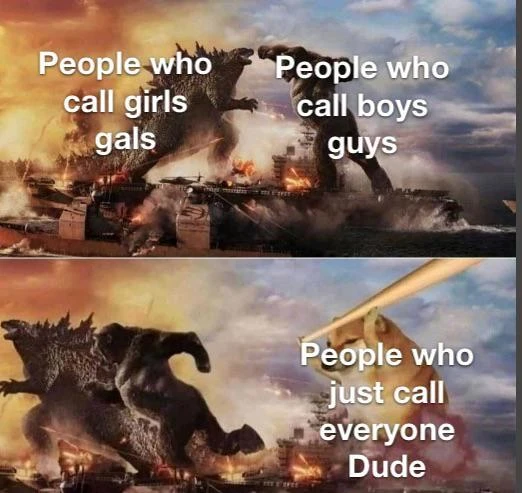 People who
call girls
gals
People who
call boys
guys
People who
just call
everyone
Dude